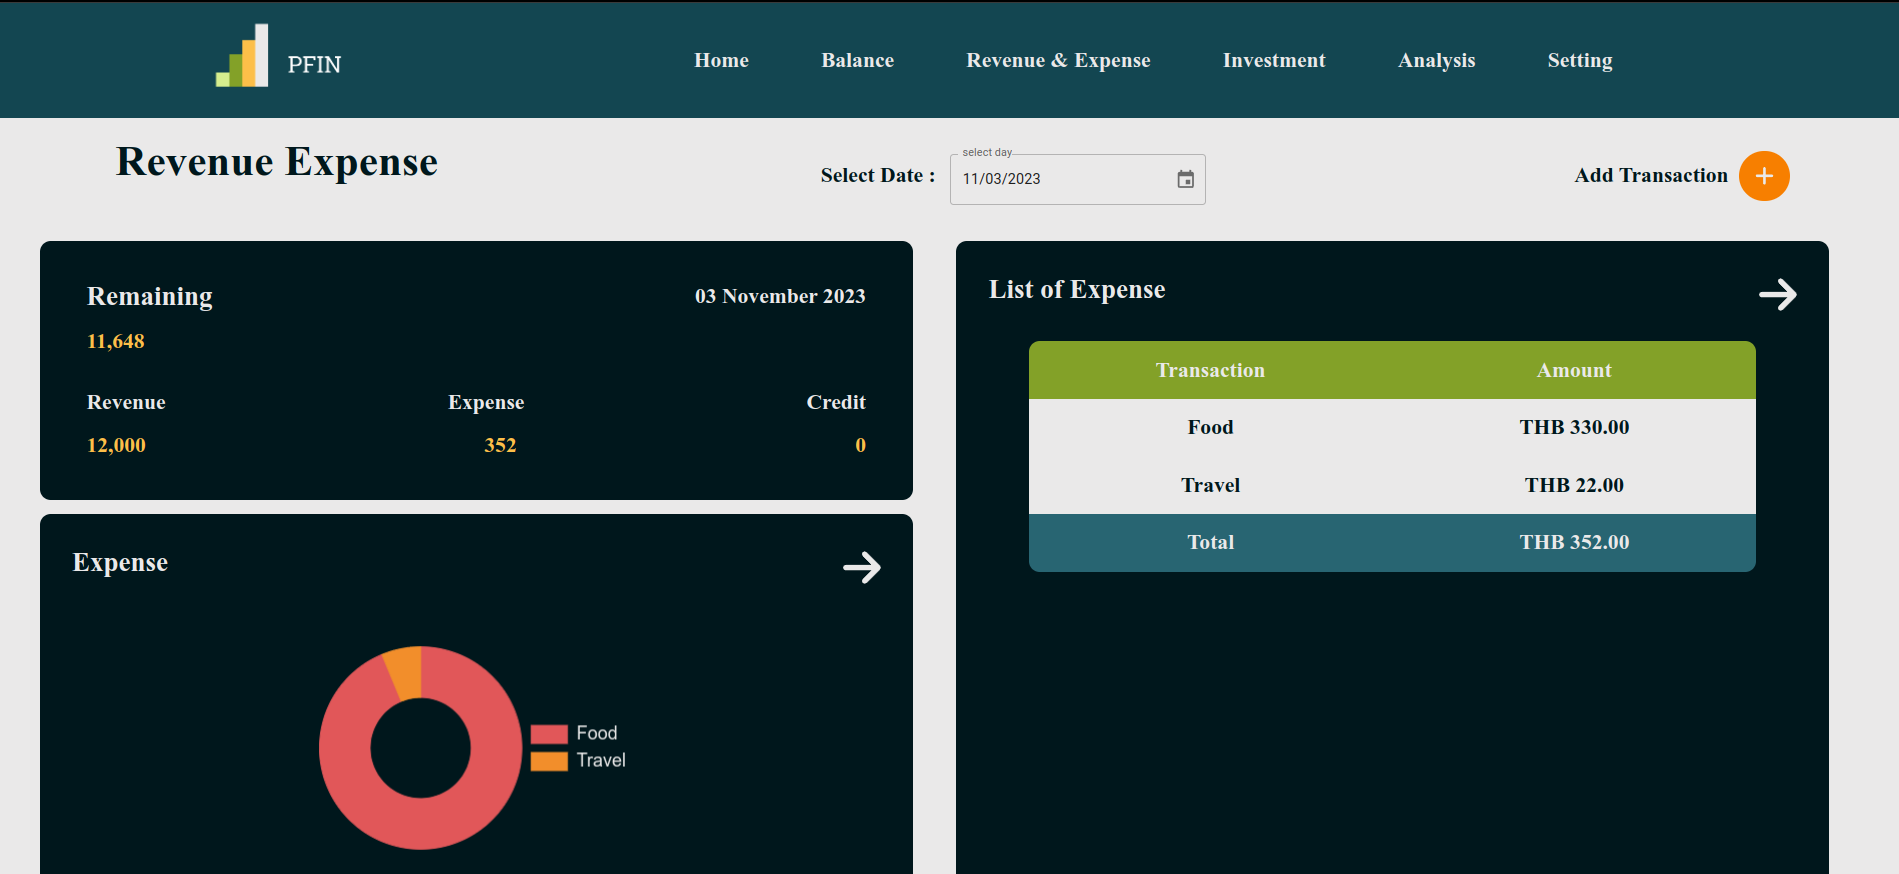 PFIN
Home Balance Revenue & Expense Investment Analysis Setting
Revenue Expense
Select Date :
select day
11/03/2023
Add Transaction
Remaining
03 November 2023
11,648
Revenue Expense Credit
12,000 352 0
Expense
Food
Travel
List of Expense
Transaction Amount
Food THB 330.00
Travel THB 22.00
Total THB 352.00